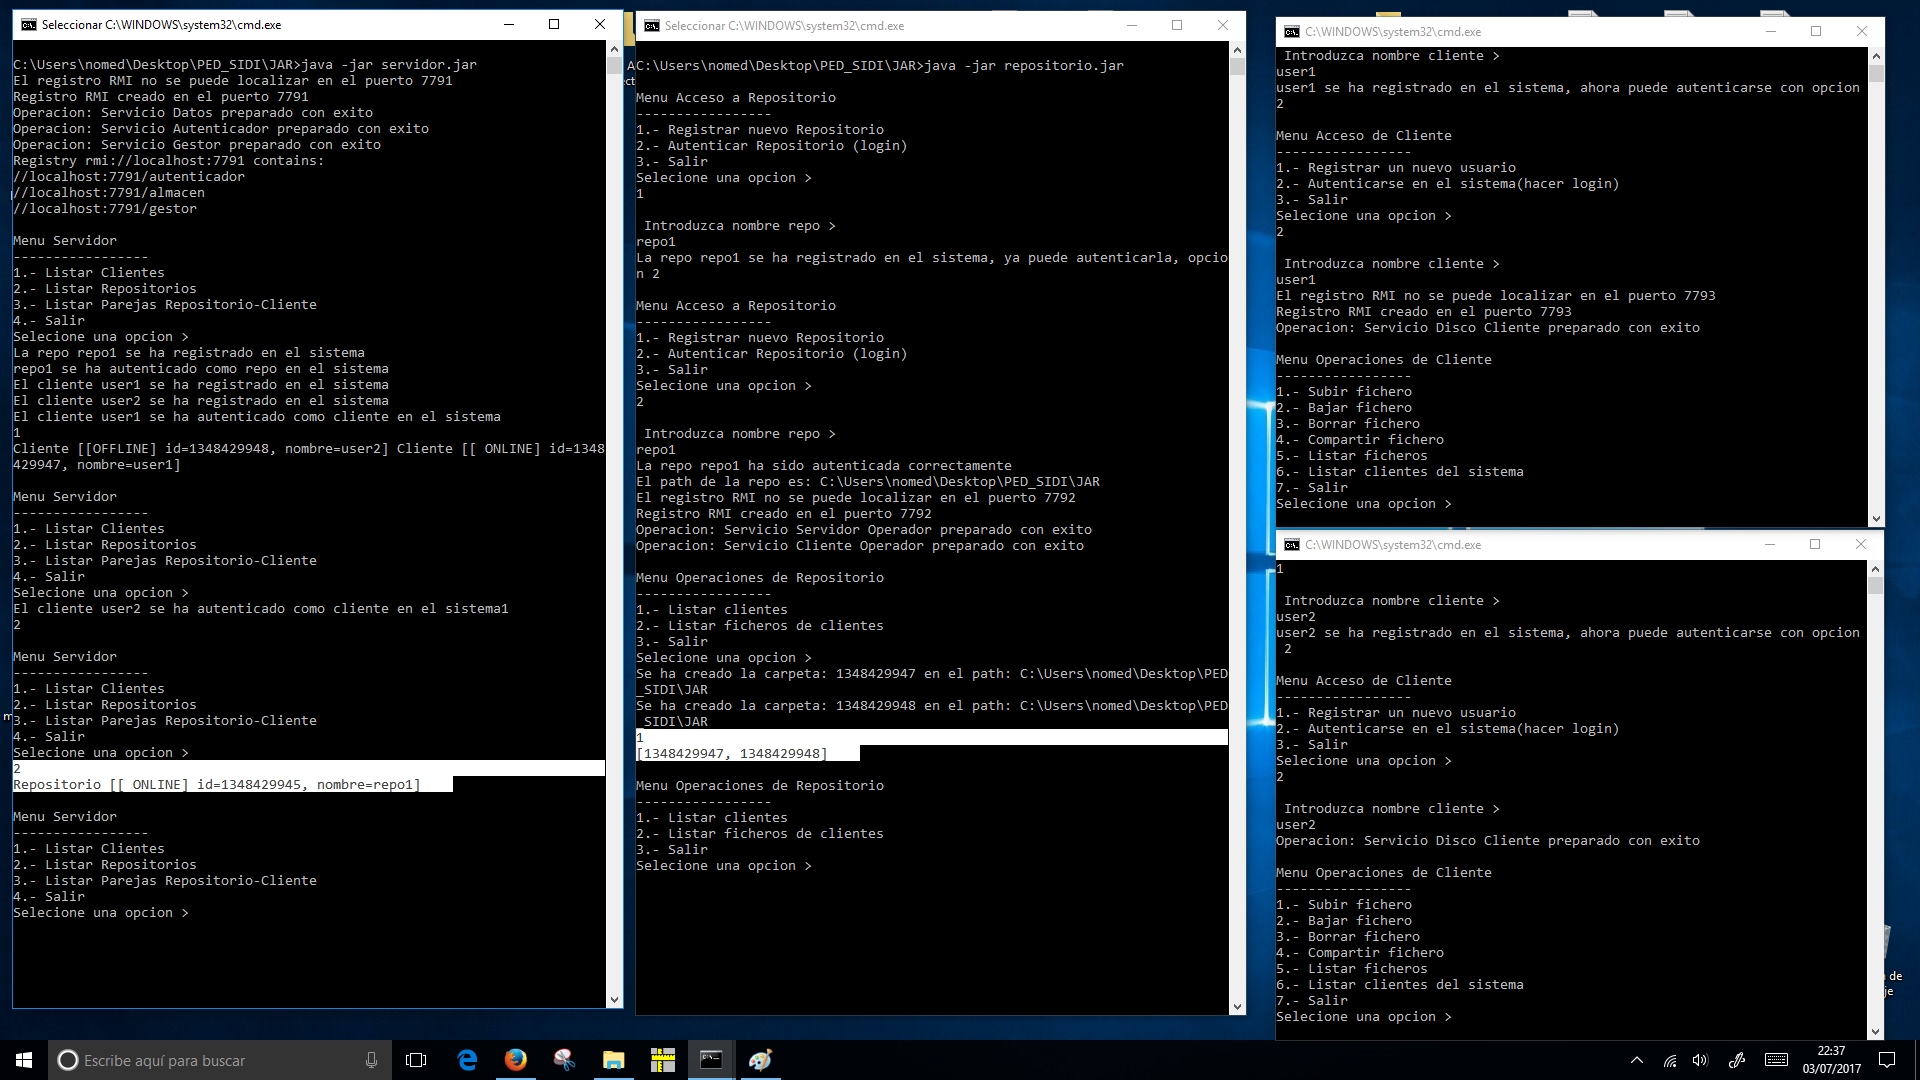 Seleccionar C:\WINDOWS\system32\cmd.exe
C:\Users\nomed\Desktop\PED_SIDI\JAR>java -jar servidor.jar
El registro RMI no se puede localizar en el puerto 7791
Registro RMI creado en el puerto 7791
Operacion: Servicio Datos preparado con exito
Operacion: Servicio Autenticador preparado con exito
Operacion: Servicio Gestor preparado con exito
Registry rmi://localhost:7791 contains:
//localhost:7791/autenticador
//localhost:7791/almacen
//localhost:7791/gestor
Menu Servidor
-----------------
1.- Listar Clientes
2.- Listar Repositorios
3.- Listar Parejas Repositorio-Cliente
4.- Salir
Selecione una opcion >
La repo repo1 se ha registrado en el sistema
repo1 se ha autenticado como repo en el sistema
El cliente user1 se ha registrado en el sistema
El cliente user2 se ha registrado en el sistema
El cliente user1 se ha autenticado como cliente en el sistema
1
Cliente [[OFFLINE] id=1348429948, nombre=user2] Cliente [[ ONLINE] id=1348
429947, nombre=user1]
Menu Servidor
-----------------
1.- Listar Clientes
2.- Listar Repositorios
3.- Listar Parejas Repositorio-Cliente
4.- Salir
Selecione una opcion >
El cliente user2 se ha autenticado como cliente en el sistema1
2
Menu Servidor
-----------------
1.- Listar Clientes
2.- Listar Repositorios
3.- Listar Parejas Repositorio-Cliente
4.- Salir
Selecione una opcion >
2
Repositorio [[ ONLINE] id=1348429945, nombre=repo1]
Menu Servidor
-----------------
1.- Listar Clientes
2.- Listar Repositorios
3.- Listar Parejas Repositorio-Cliente
4.- Salir
Selecione una opcion >
Seleccionar C:\WINDOWS\system32\cmd.exe
C:\Users\nomed\Desktop\PED_SIDI\JAR>java -jar repositorio.jar
Menu Acceso a Repositorio
-----------------
1.- Registrar nuevo Repositorio
2.- Autenticar Repositorio (login)
3.- Salir
Selecione una opcion >
1
Introduzca nombre repo >
repo1
La repo repo1 se ha registrado en el sistema, ya puede autenticarla, opcio
n 2
Menu Acceso a Repositorio
-----------------
1.- Registrar nuevo Repositorio
2.- Autenticar Repositorio (login)
3.- Salir
Selecione una opcion >
2
Introduzca nombre repo >
repo1
La repo repo1 ha sido autenticada correctamente
El path de la repo es: C:\Users\nomed\Desktop\PED_SIDI\JAR
El registro RMI no se puede localizar en el puerto 7792
Registro RMI creado en el puerto 7792
Operacion: Servicio Servidor Operador preparado con exito
Operacion: Servicio Cliente Operador preparado con exito
Menu Operaciones de Repositorio
-----------------
1.- Listar clientes
2.- Listar ficheros de clientes
3.- Salir
Selecione una opcion >
Se ha creado la carpeta: 1348429947 en el path: C:\Users\nomed\Desktop\PED
_SIDI\JAR
Se ha creado la carpeta: 1348429948 en el path: C:\Users\nomed\Desktop\PED
_SIDI\JAR
1
[1348429947, 1348429948]
Menu Operaciones de Repositorio
-----------------
1.- Listar clientes
2.- Listar ficheros de clientes
3.- Salir
Selecione una opcion >
C:\WINDOWS\system32\cmd.exe
Introduzca nombre cliente >
user1
user1 se ha registrado en el sistema, ahora puede autenticarse con opcion
2
Menu Acceso de Cliente
-----------------
1.- Registrar un nuevo usuario
2.- Autenticarse en el sistema(hacer login)
3.- Salir
Selecione una opcion >
2
Introduzca nombre cliente >
user1
El registro RMI no se puede localizar en el puerto 7793
Registro RMI creado en el puerto 7793
Operacion: Servicio Disco Cliente preparado con exito
Menu Operaciones de Cliente
-----------------
1.- Subir fichero
2.- Bajar fichero
3.- Borrar fichero
4.- Compartir fichero
5.- Listar ficheros
6.- Listar clientes del sistema
7.- Salir
Selecione una opcion >
C:\WINDOWS\system32\cmd.exe
1
Introduzca nombre cliente >
user2
user2 se ha registrado en el sistema, ahora puede autenticarse con opcion
2
Menu Acceso de Cliente
-----------------
1.- Registrar un nuevo usuario
2.- Autenticarse en el sistema(hacer login)
3.- Salir
Selecione una opcion >
2
Introduzca nombre cliente >
user2
Operacion: Servicio Disco Cliente preparado con exito
Menu Operaciones de Cliente
-----------------
1.- Subir fichero
2.- Bajar fichero
3.- Borrar fichero
4.- Compartir fichero
5.- Listar ficheros
6.- Listar clientes del sistema
7.- Salir
Selecione una opcion >
de
je
Escribe aquí para buscar
22:37
03/07/2017